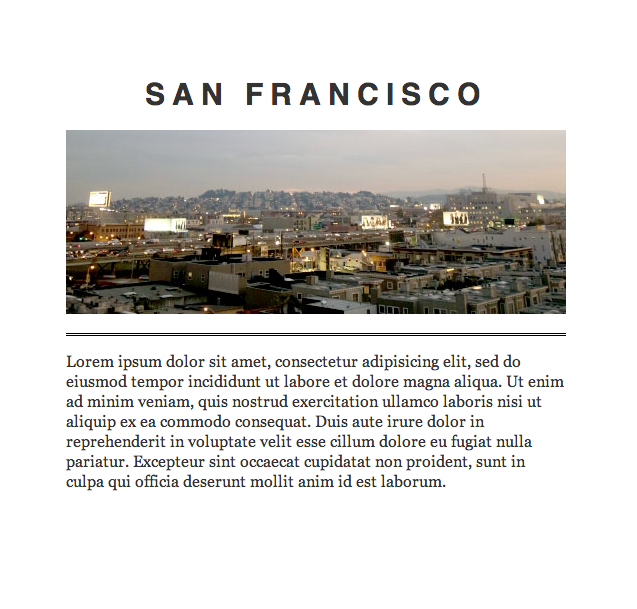 SAN FRANCISCO
Lorem ipsum dolor sit amet, consectetur adipisicing elit, sed do
eiusmod tempor incididunt ut labore et dolore magna aliqua. Ut enim
ad minim veniam, quis nostrud exercitation ullamco laboris nisi ut
aliquip ex ea commodo consequat. Duis aute irure dolor in
reprehenderit in voluptate velit esse cillum dolore eu fugiat nulla
pariatur. Excepteur sint occaecat cupidatat non proident, sunt in
culpa qui officia deserunt mollit anim id est laborum.